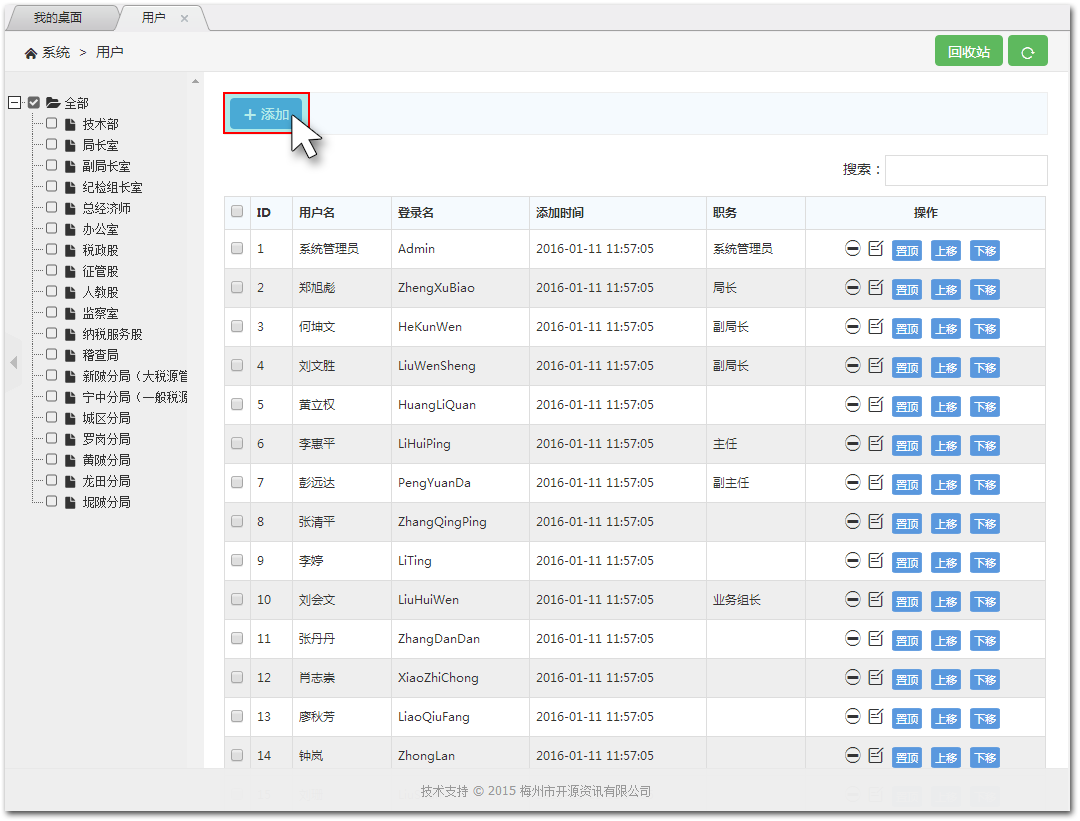 我的桌面 用户
系统 > 用户 回收站
全部
技术部
局长室
副局长室
纪检组长室
总经济师
办公室
税政股
征管股
人教股
监察室
纳税服务股
稽查局
新陂分局（大税源管
宁中分局（一般税源
城区分局
罗岗分局
黄陂分局
龙田分局
坭陂分局
添加
搜索：
ID 用户名 登录名 添加时间 职务 操作
1 系统管理员 Admin 2016-01-11 11:57:05 系统管理员 置顶 上移 下移
2 郑旭彪 ZhengXuBiao 2016-01-11 11:57:05 局长 置顶 上移 下移
3 何坤文 HeKunWen 2016-01-11 11:57:05 副局长 置顶 上移 下移
4 刘文胜 LiuWenSheng 2016-01-11 11:57:05 副局长 置顶 上移 下移
5 黄立权 HuangLiQuan 2016-01-11 11:57:05 置顶 上移 下移
6 李惠平 LiHuiPing 2016-01-11 11:57:05 主任 置顶 上移 下移
7 彭远达 PengYuanDa 2016-01-11 11:57:05 副主任 置顶 上移 下移
8 张清平 ZhangQingPing 2016-01-11 11:57:05 置顶 上移 下移
9 李婷 LiTing 2016-01-11 11:57:05 置顶 上移 下移
10 刘会文 LiuHuiWen 2016-01-11 11:57:05 业务组长 置顶 上移 下移
11 张丹丹 ZhangDanDan 2016-01-11 11:57:05 置顶 上移 下移
12 肖志崇 XiaoZhiChong 2016-01-11 11:57:05 置顶 上移 下移
13 廖秋芳 LiaoQiuFang 2016-01-11 11:57:05 置顶 上移 下移
14 钟岚 ZhongLan 2016-01-11 11:57:05 置顶 上移 下移
技术支持 © 2015 梅州市开源资讯有限公司